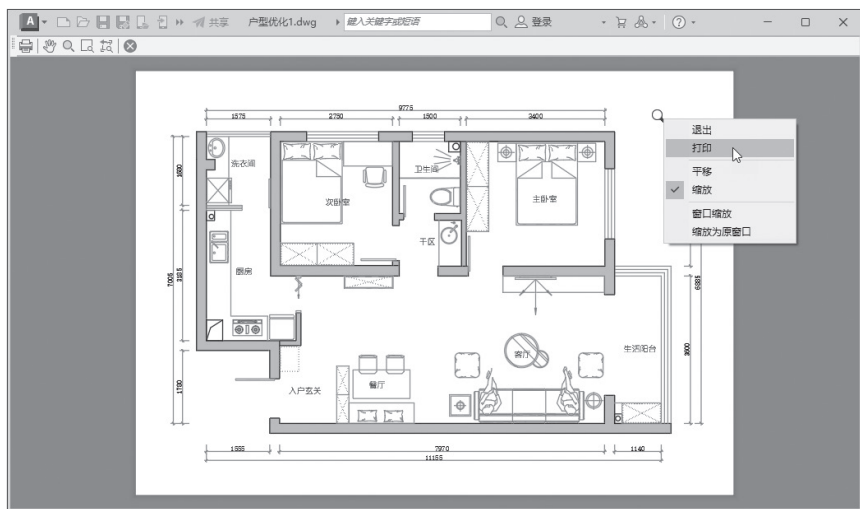 A 共享 户型优化1.dwg 键入关键字或短语 登录
9775
1575 2750 1500 3400
退出
打印
平移
缩放
窗口缩放
缩放为原窗口
洗衣间
卫生间
次卧室
主卧室
干区
厨房
7005
1700
3600
客厅
生活阳台
入户玄关
餐厅
1555 7970 1140
11155